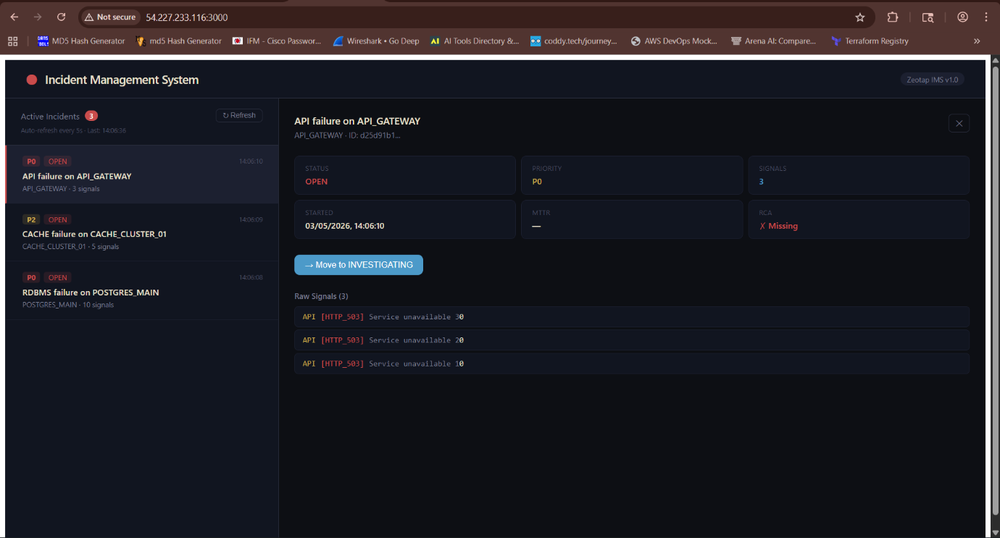 Not secure 54.227.233.116:3000
MD5 Hash Generator md5 Hash Generator IFM - Cisco Passwor... Wireshark • Go Deep AI Tools Directory &... coddy.tech/journey... AWS DevOps Mock... Arena AI: Compare... Terraform Registry »
Incident Management System
Zeotap IMS v1.0
Active Incidents 3
↻ Refresh
Auto-refresh every 5s · Last: 14:06:36
P0 OPEN 14:06:10
API failure on API_GATEWAY
API_GATEWAY · 3 signals
P2 OPEN 14:06:09
CACHE failure on CACHE_CLUSTER_01
CACHE_CLUSTER_01 · 5 signals
P0 OPEN 14:06:08
RDBMS failure on POSTGRES_MAIN
POSTGRES_MAIN · 10 signals
API failure on API_GATEWAY
API_GATEWAY · ID: d25d91b1...
STATUS
OPEN
PRIORITY
P0
SIGNALS
3
STARTED
03/05/2026, 14:06:10
MTTR
—
RCA
✗ Missing
→ Move to INVESTIGATING
Raw Signals (3)
API [HTTP_503] Service unavailable 30
API [HTTP_503] Service unavailable 20
API [HTTP_503] Service unavailable 10